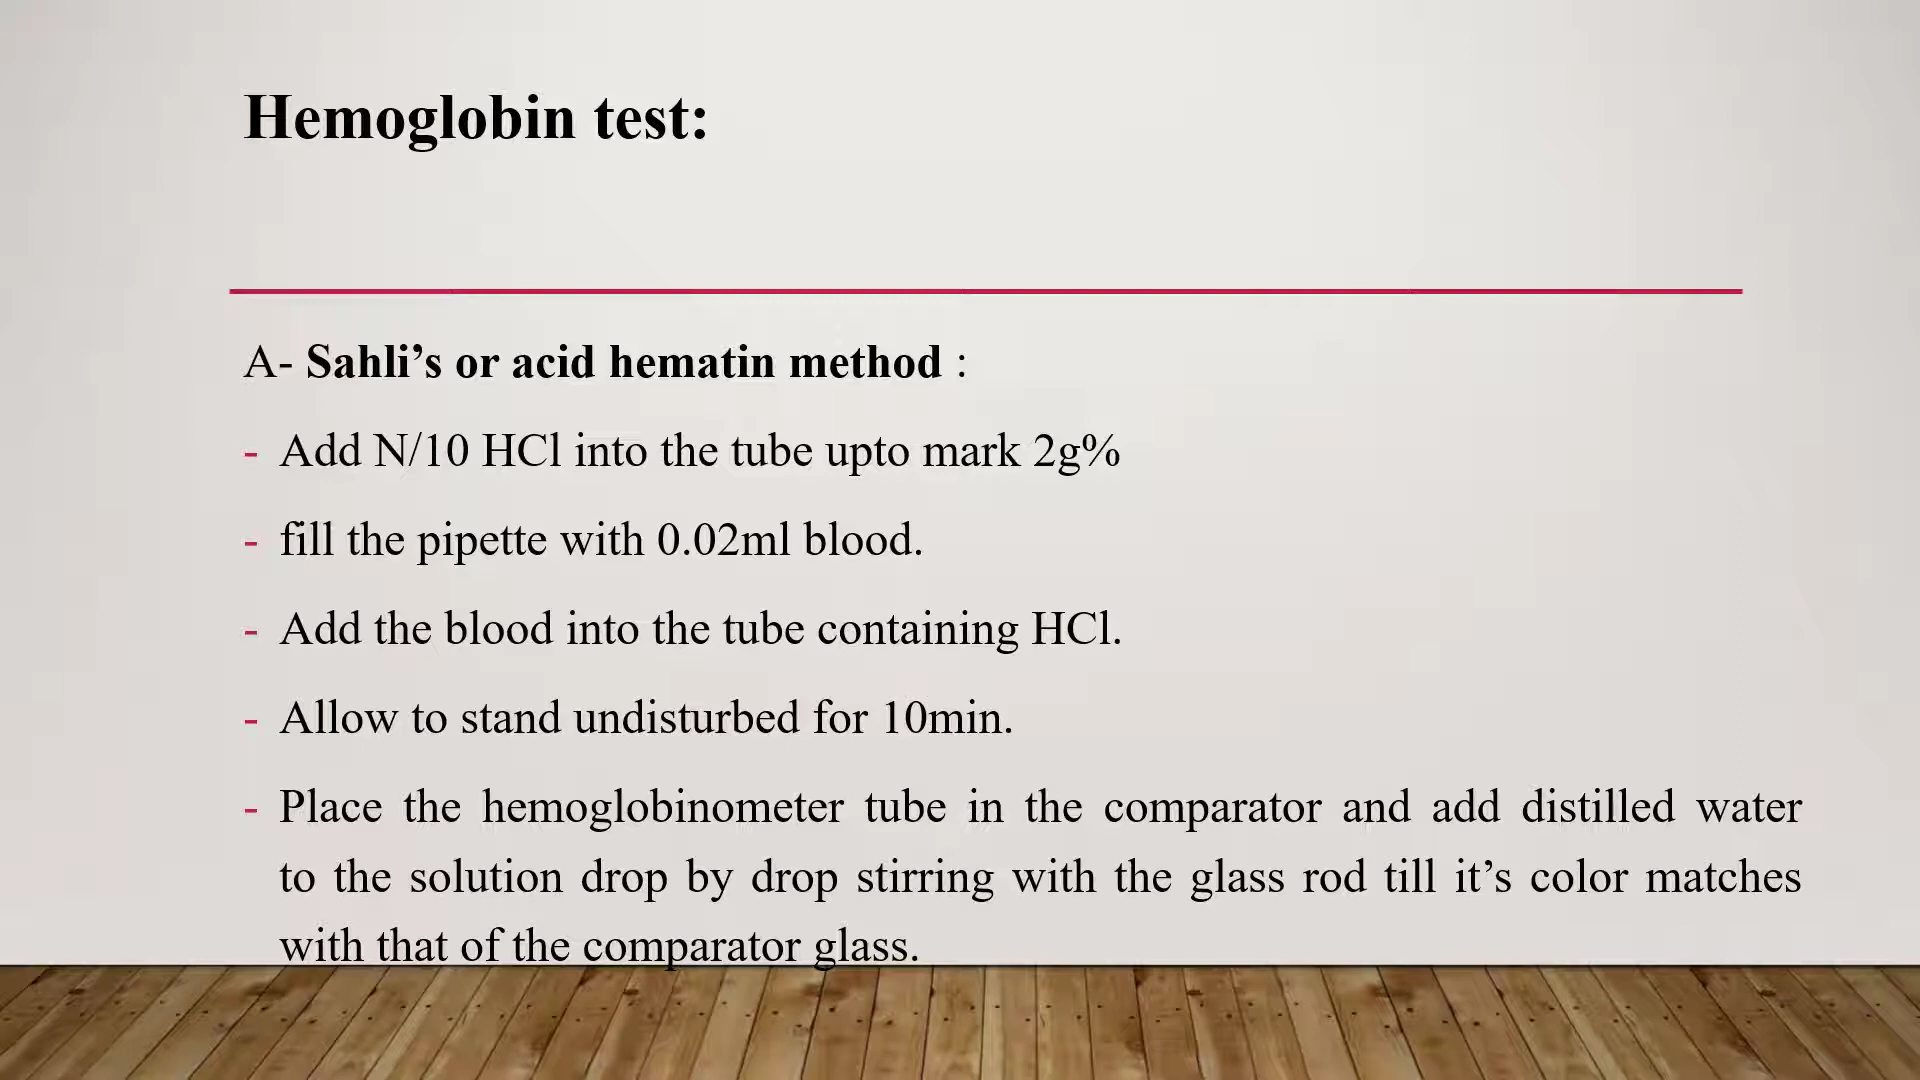 Hemoglobin test:
A- Sahli’s or acid hematin method :
- Add N/10 HCl into the tube upto mark 2g%
- fill the pipette with 0.02ml blood.
- Add the blood into the tube containing HCl.
- Allow to stand undisturbed for 10min.
- Place the hemoglobinometer tube in the comparator and add distilled water
to the solution drop by drop stirring with the glass rod till it’s color matches
with that of the comparator glass.